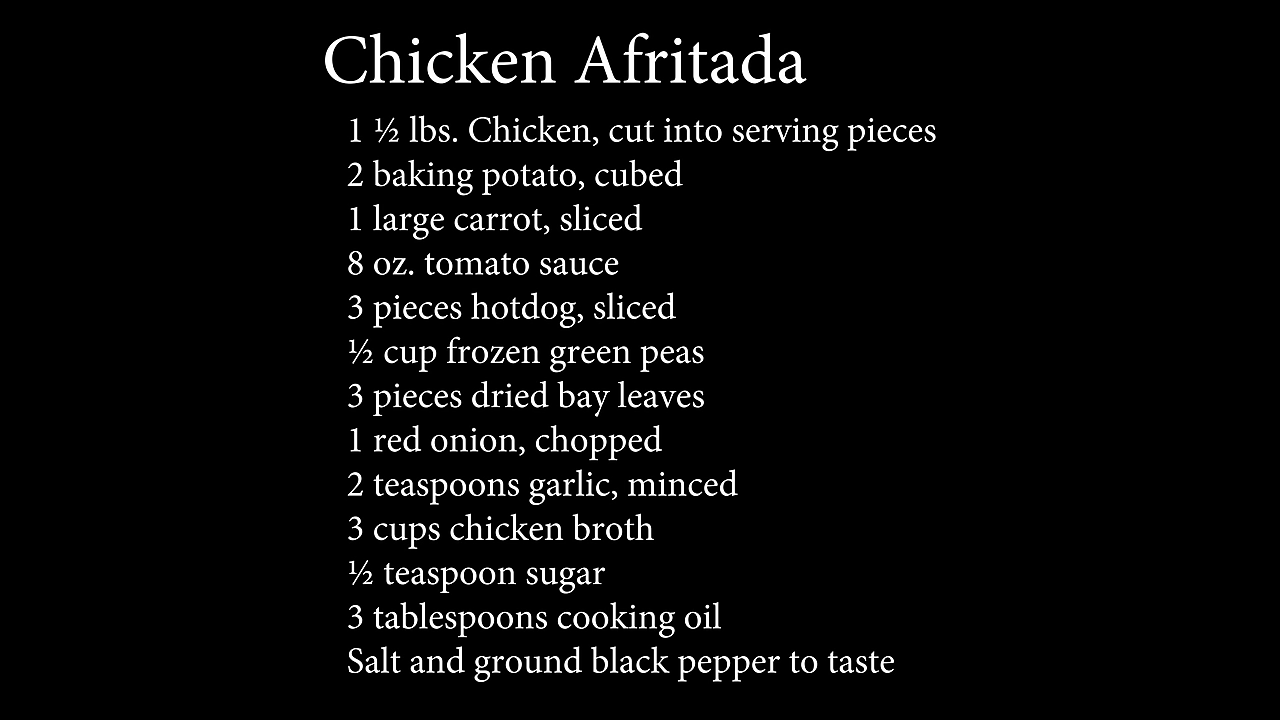 Chicken Afritada
1 ½ lbs. Chicken, cut into serving pieces
2 baking potato, cubed
1 large carrot, sliced
8 oz. tomato sauce
3 pieces hotdog, sliced
½ cup frozen green peas
3 pieces dried bay leaves
1 red onion, chopped
2 teaspoons garlic, minced
3 cups chicken broth
½ teaspoon sugar
3 tablespoons cooking oil
Salt and ground black pepper to taste